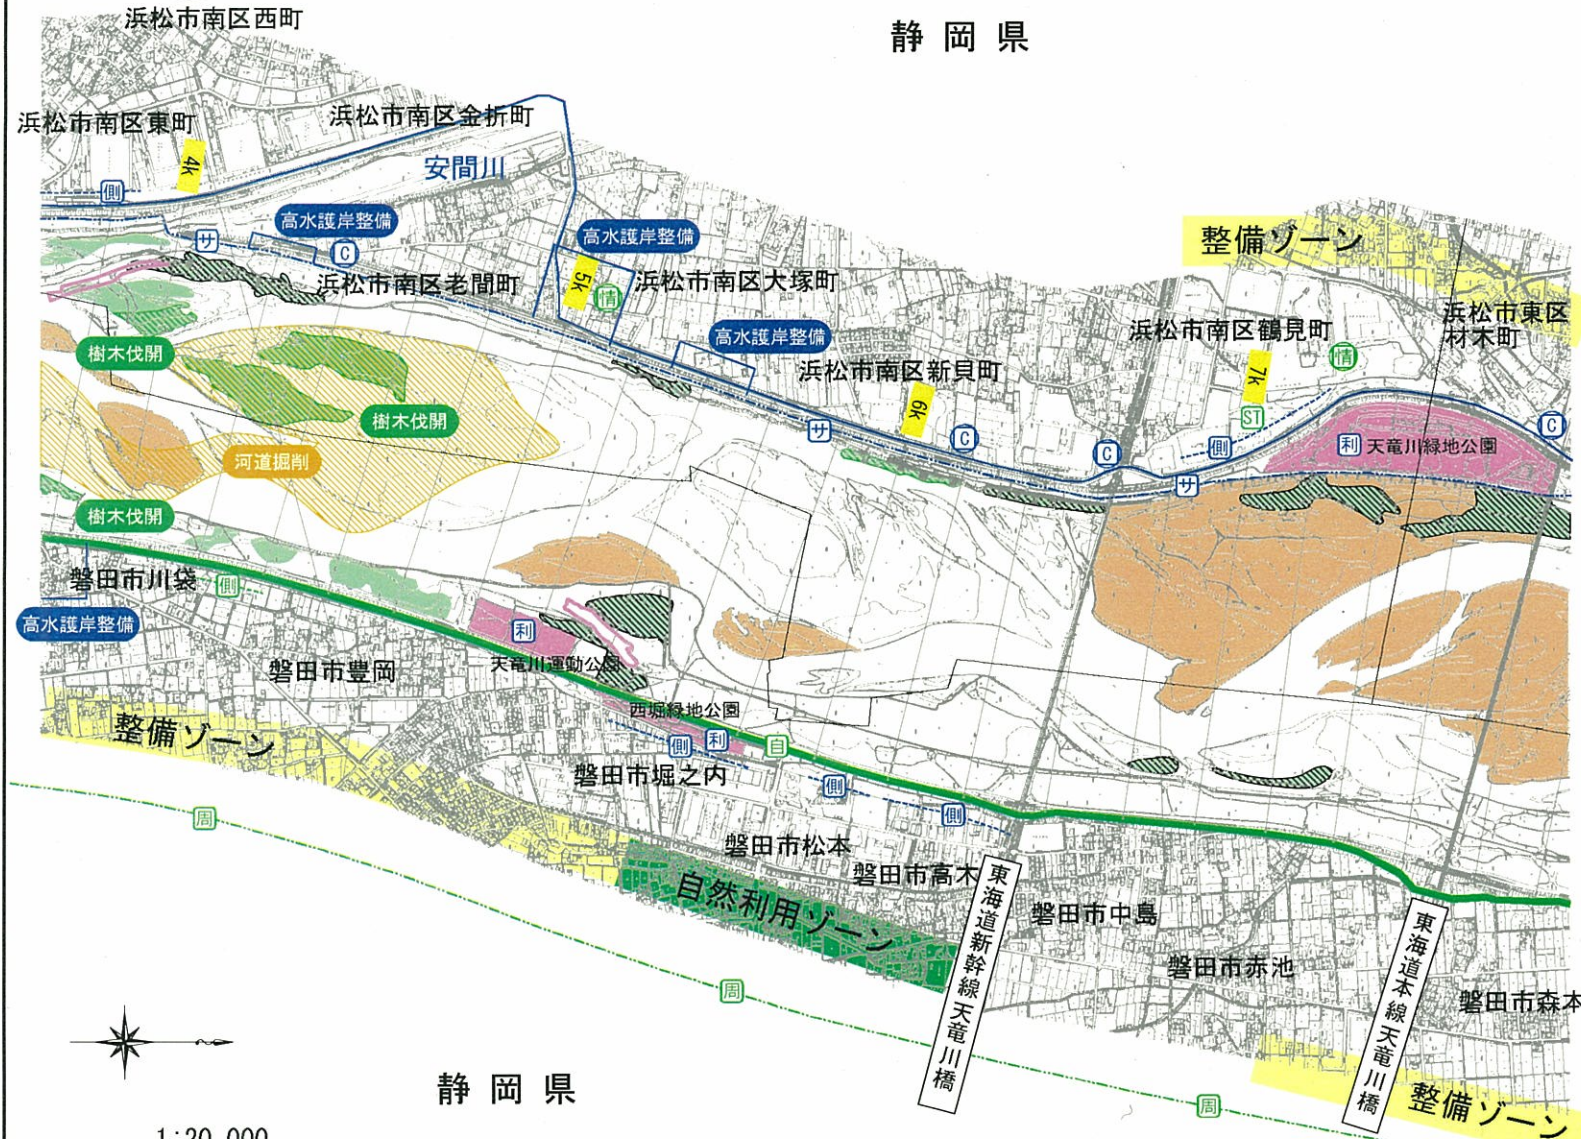 浜松市南区西町
静岡県
浜松市南区東町
浜松市南区金折町
4k
安間川
側
高水護岸整備
サ
C
高水護岸整備
浜松市南区老間町
5k
情
浜松市南区大塚町
整備ゾーン
浜松市東区
材木町
浜松市南区鶴見町
情
高水護岸整備
樹木伐開
浜松市南区新貝町
7k
6k
ST
樹木伐開
サ
C
C
側
利
天竜川緑地公園
C
河道掘削
サ
樹木伐開
磐田市川袋
側
高水護岸整備
利
天竜川運動公園
磐田市豊岡
西堀緑地公園
整備ゾーン
側
利
自
磐田市堀之内
側
側
周
磐田市松本
磐田市高木
自然利用ゾーン
東海道新幹線天竜川橋
磐田市中島
東海道本線天竜川橋
磐田市赤池
周
磐田市森本
静岡県
周
整備ゾーン
1:20,000